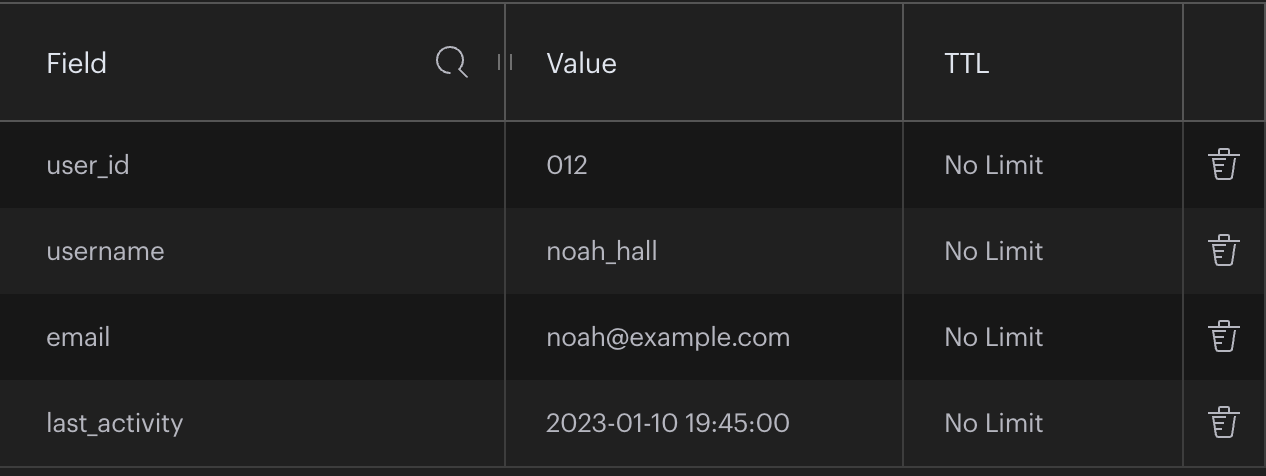 Field Value TTL
user_id 012 No Limit
username noah_hall No Limit
email noah@example.com No Limit
last_activity 2023-01-10 19:45:00 No Limit